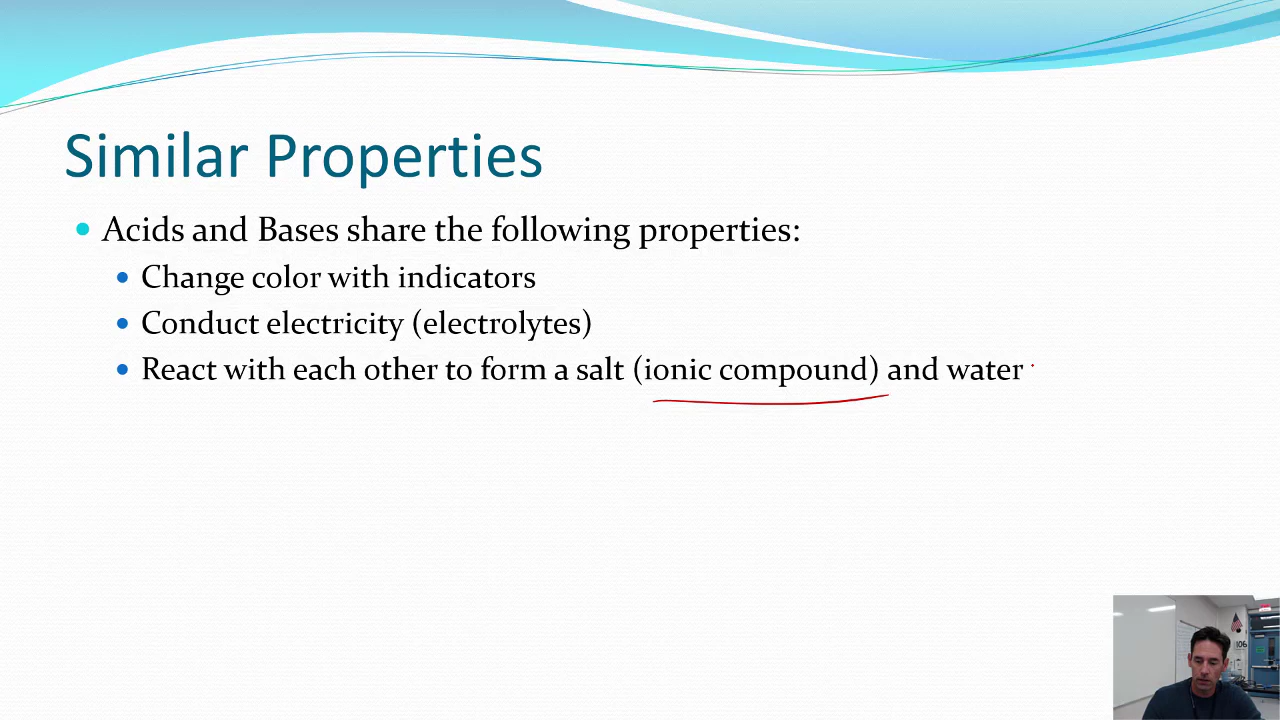 Similar Properties
Acids and Bases share the following properties:
Change color with indicators
Conduct electricity (electrolytes)
React with each other to form a salt (ionic compound) and water
106